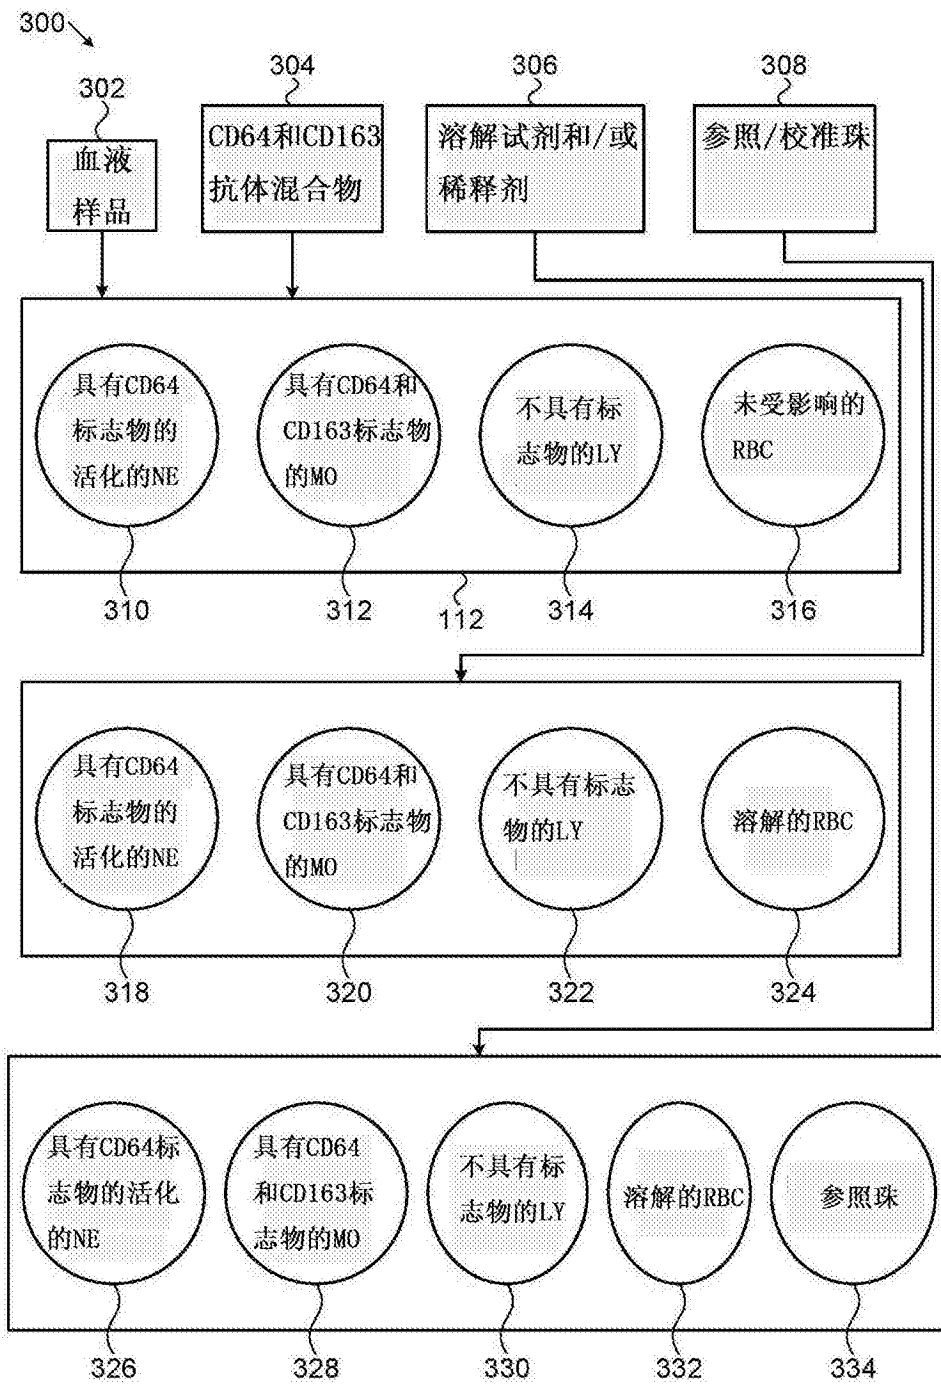 300
302
304
306
308
血液
样品
CD64和CD163
抗体混合物
溶解试剂和/或
稀释剂
参照/校准珠
具有CD64
标志物的
活化的NE
具有CD64和
CD163标志物
的MO
不具有标
志物的LY
未受影响的
RBC
310
312
112
314
316
具有CD64
标志物的
活化的NE
具有CD64和
CD163标志物
的MO
不具有标志
物的LY
溶解的RBC
318
320
322
324
具有CD64标
志物的活化
的NE
具有CD64
和CD163标
志物的MO
不具有标
志物的LY
溶解的RBC
参照珠
326
328
330
332
334